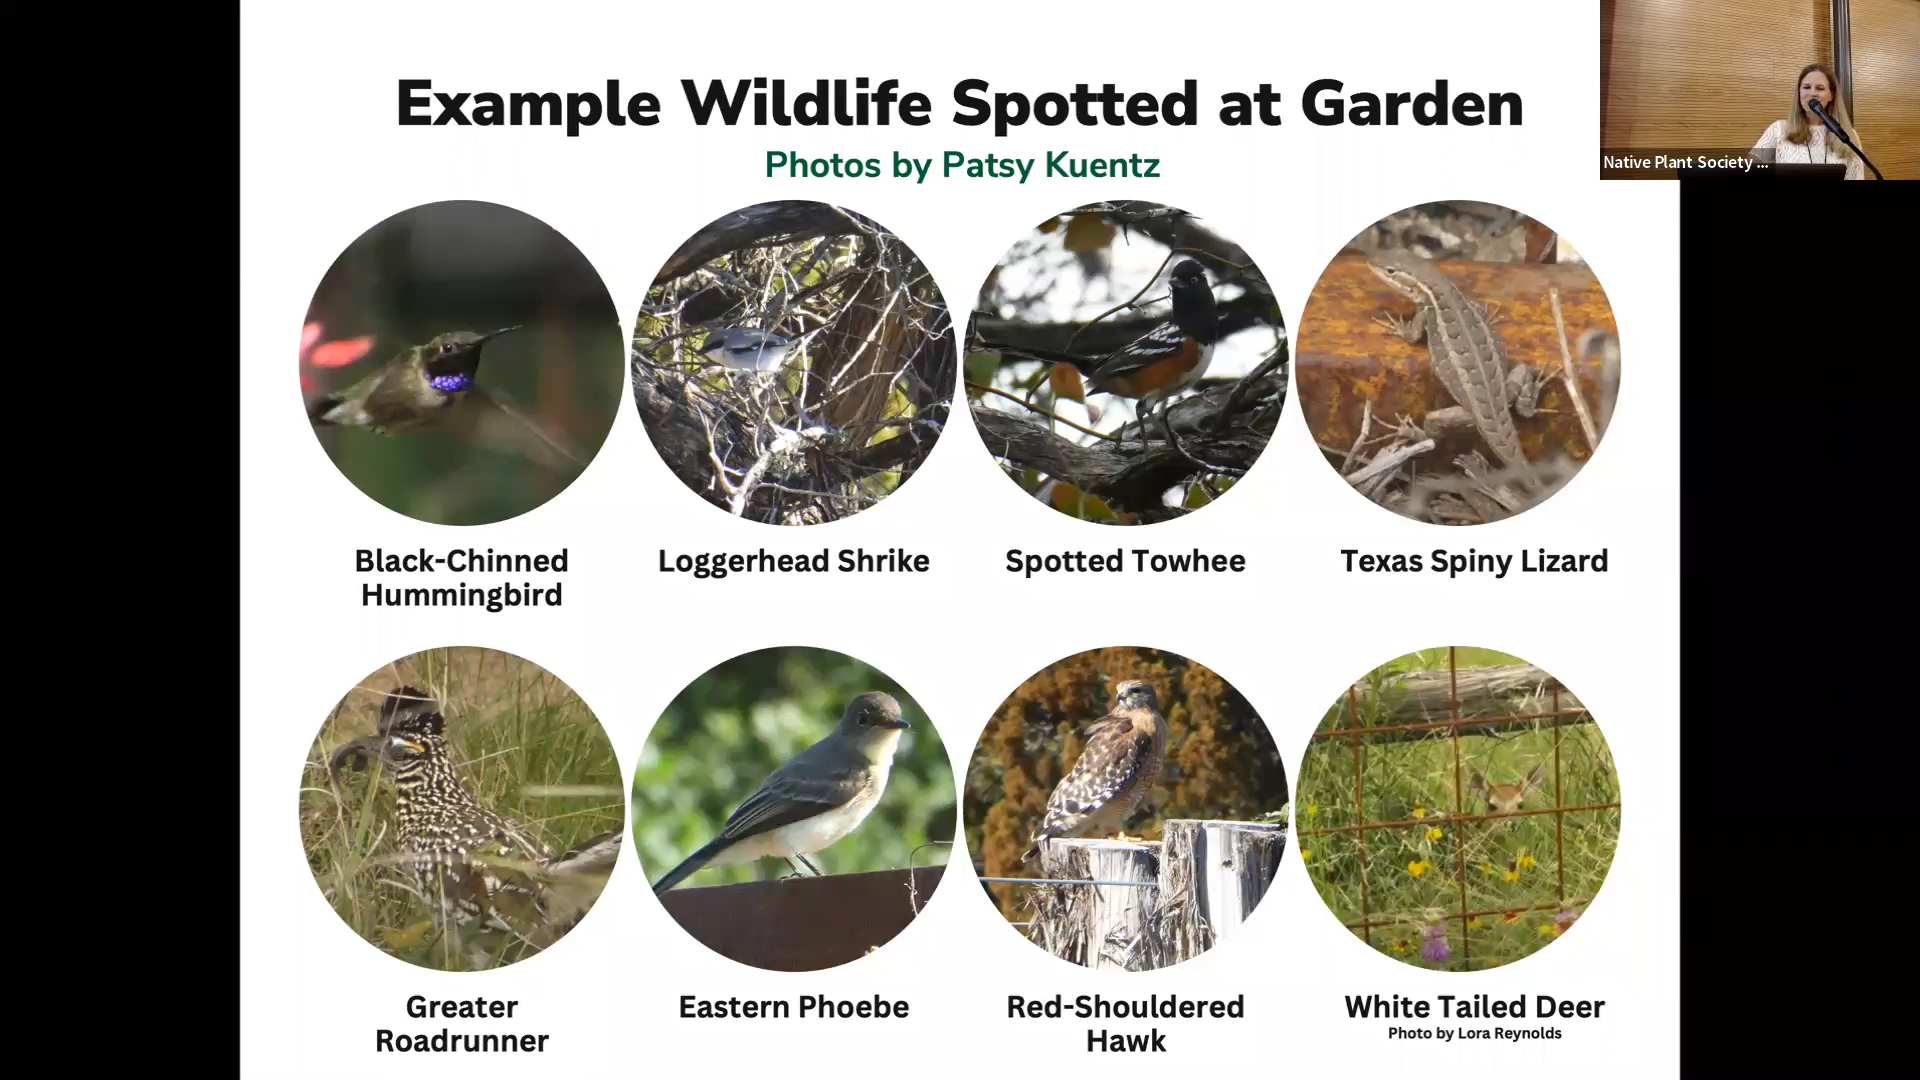 Example Wildlife Spotted at Garden
Photos by Patsy Kuentz
Native Plant Society ...
Black-Chinned
Hummingbird
Loggerhead Shrike
Spotted Towhee
Texas Spiny Lizard
Greater
Roadrunner
Eastern Phoebe
Red-Shouldered
Hawk
White Tailed Deer
Photo by Lora Reynolds